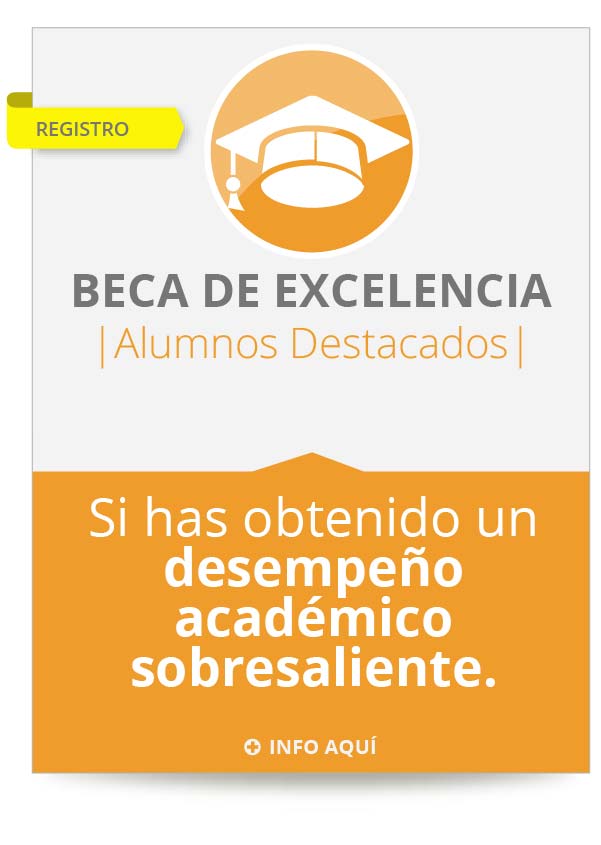 REGISTRO
BECA DE EXCELENCIA
|Alumnos Destacados|
Si has obtenido un
desempeño
académico
sobresaliente.
INFO AQUÍ